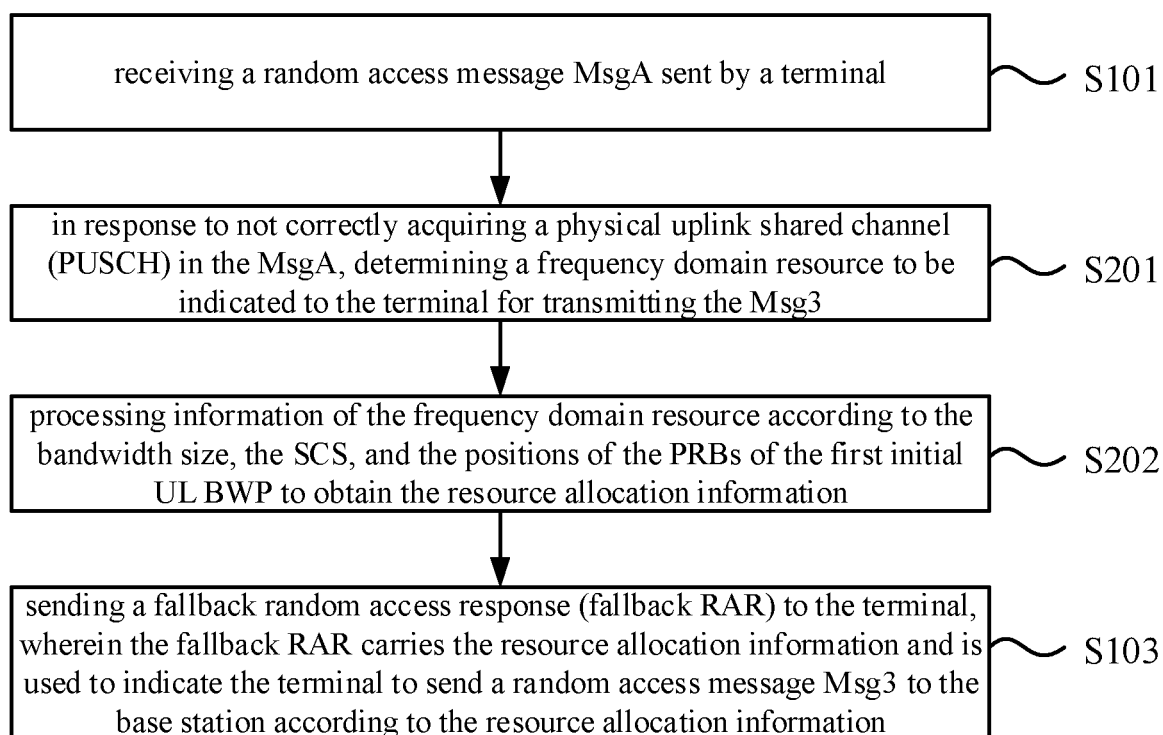 receiving a random access message MsgA sent by a terminal
S101
in response to not correctly acquiring a physical uplink shared channel
(PUSCH) in the MsgA, determining a frequency domain resource to be
indicated to the terminal for transmitting the Msg3
S201
processing information of the frequency domain resource according to the
bandwidth size, the SCS, and the positions of the PRBs of the first initial
UL BWP to obtain the resource allocation information
S202
sending a fallback random access response (fallback RAR) to the terminal,
wherein the fallback RAR carries the resource allocation information and is
used to indicate the terminal to send a random access message Msg3 to the
base station according to the resource allocation information
S103